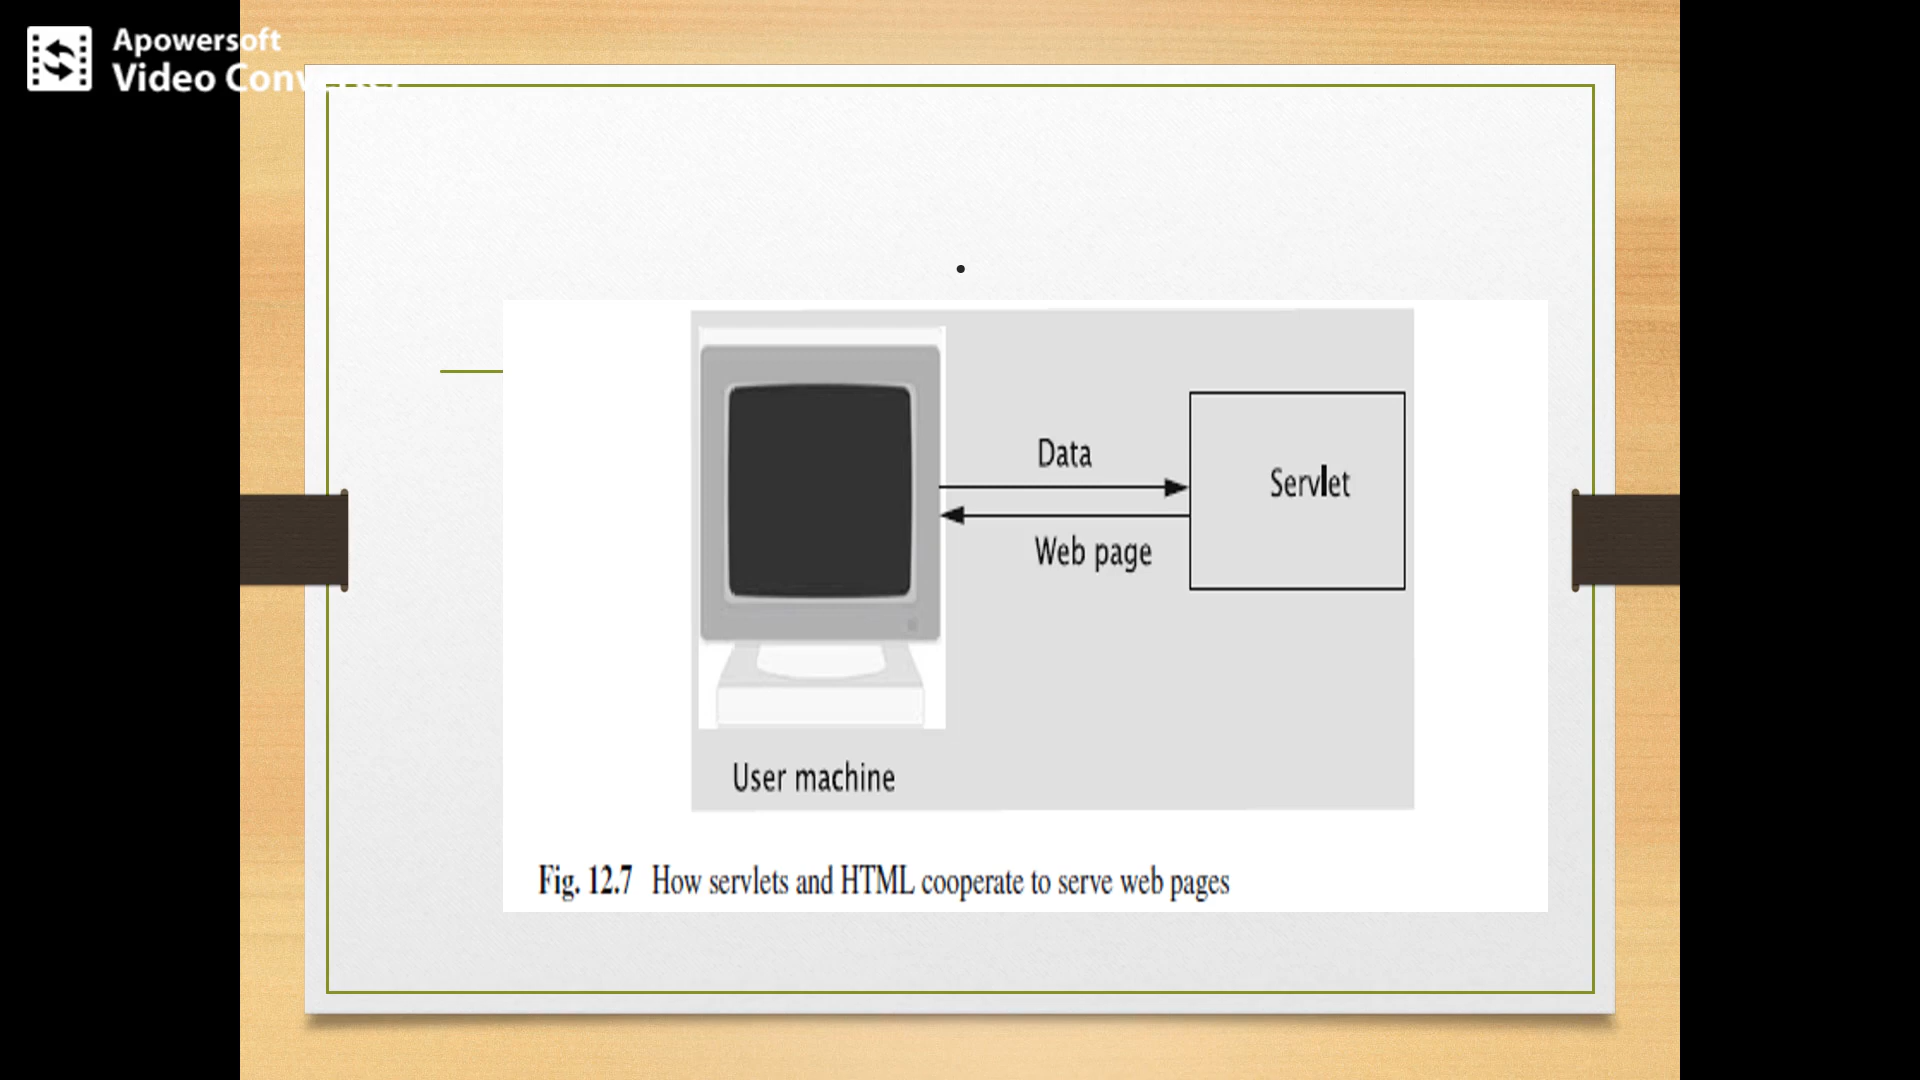 Apowersoft
Video Converter
•
Data
Servlet
Web page
User machine
Fig. 12.7 How servlets and HTML cooperate to serve web pages